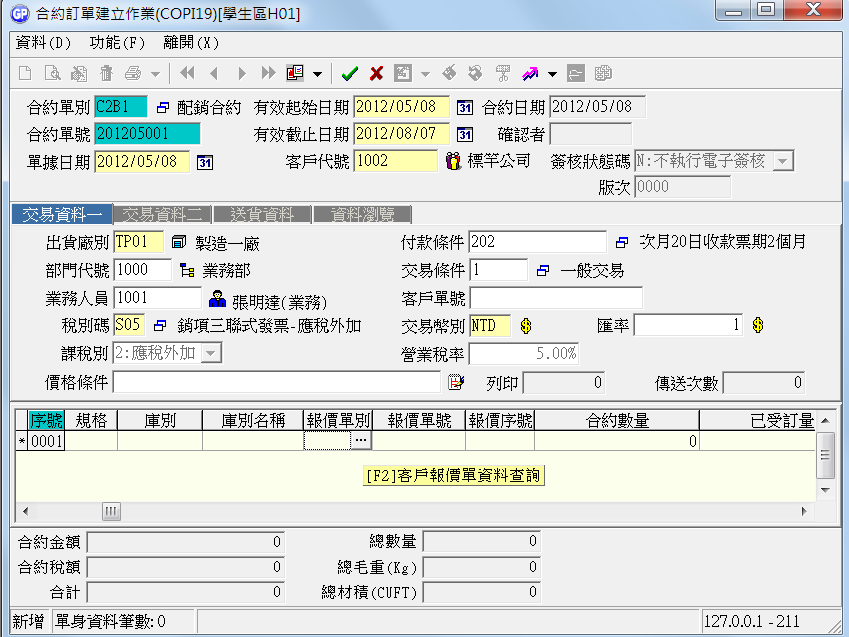 GP 合約訂單建立作業(COPI19)[學生區H01]
資料(D) 功能(F) 離開(X)
合約單別 C2B1 配銷合約 有效起始日期 2012/05/08 31 合約日期 2012/05/08
合約單號 201205001 有效截止日期 2012/08/07 31 確認者
單據日期 2012/05/08 31 客戶代號 1002 標竿公司 簽核狀態碼 N:不執行電子簽核
版次 0000
交易資料一 交易資料二 送貨資料 資料瀏覽
出貨廠別 TP01 製造一廠 付款條件 202 次月20日收款票期2個月
部門代號 1000 業務部 交易條件 1 一般交易
業務人員 1001 張明達(業務) 客戶單號
稅別碼 S05 銷項三聯式發票-應稅外加 交易幣別 NTD 匯率 1
課稅別 2:應稅外加 營業稅率 5.00%
價格條件 列印 0 傳送次數 0
序號 規格 庫別 庫別名稱 報價單別 報價單號 報價序號 合約數量 已受訂量
* 0001 ... 0
[F2]客戶報價單資料查詢
合約金額 0 總數量 0
合約稅額 0 總毛重(Kg) 0
合計 0 總材積(CUFT) 0
新增 單身資料筆數: 0 127.0.0.1 - 211